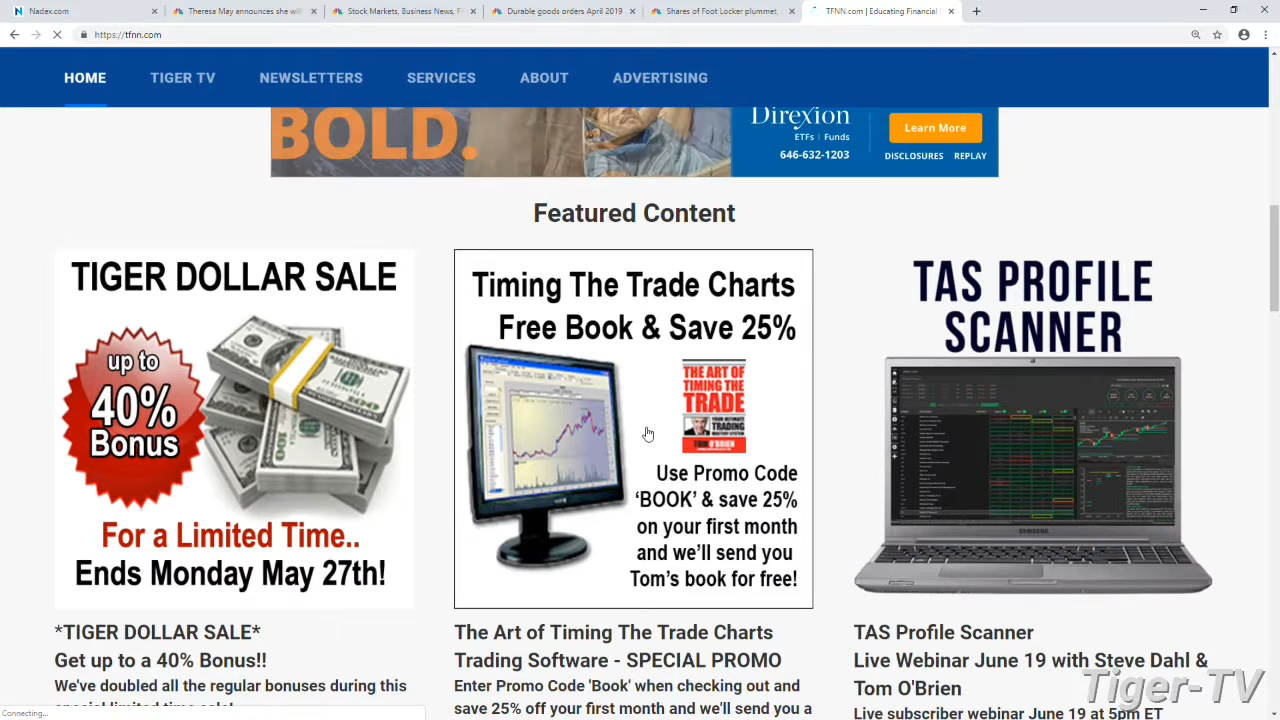 Nadex.com
Theresa May announces she will
Stock Markets, Business News, F
Durable goods orders April 2019
Shares of Foot Locker plummet,
TFNN.com | Educating Financial
https://tfnn.com
HOME
TIGER TV
NEWSLETTERS
SERVICES
ABOUT
ADVERTISING
BOLD.
Direxion
ETFs | Funds
646-632-1203
Learn More
DISCLOSURES REPLAY
Featured Content
TIGER DOLLAR SALE
up to
40%
Bonus
For a Limited Time..
Ends Monday May 27th!
Timing The Trade Charts
Free Book & Save 25%
THE ART OF
TIMING THE
TRADE
TOM O'BRIEN
Use Promo Code
‘BOOK’ & save 25%
on your first month
and we’ll send you
Tom’s book for free!
TAS PROFILE
SCANNER
SAMSUNG
*TIGER DOLLAR SALE*
Get up to a 40% Bonus!!
We've doubled all the regular bonuses during this
special limited time sale!
The Art of Timing The Trade Charts
Trading Software - SPECIAL PROMO
Enter Promo Code 'Book' when checking out and
save 25% off your first month and we'll send you a
TAS Profile Scanner
Live Webinar June 19 with Steve Dahl &
Tom O'Brien
Live subscriber webinar June 19 at 5pm ET
Connecting...
Tiger-TV